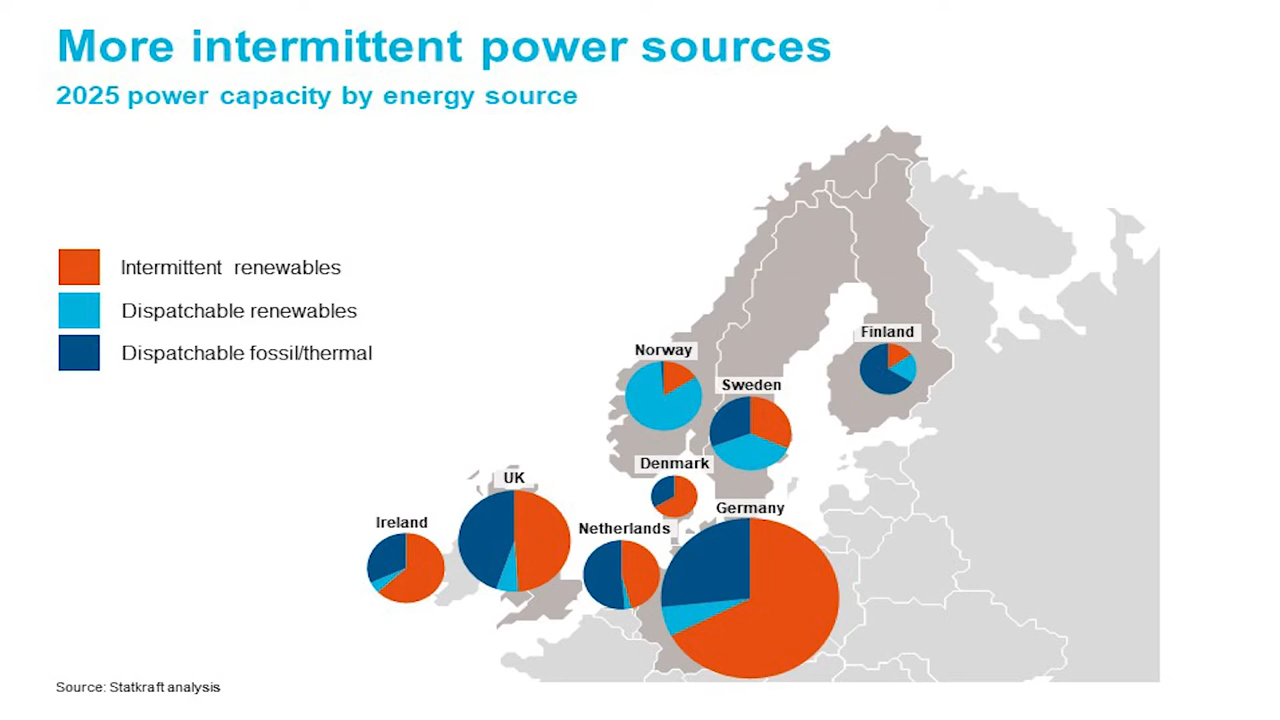 More intermittent power sources
2025 power capacity by energy source
Intermittent renewables
Dispatchable renewables
Dispatchable fossil/thermal
Finland
Norway
Sweden
Denmark
UK
Germany
Ireland
Netherlands
Source: Statkraft analysis